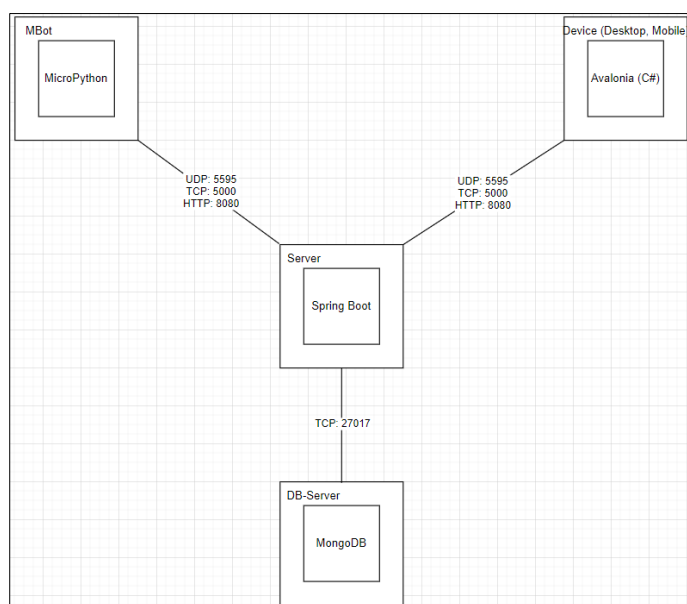 MBot
MicroPython
Device (Desktop, Mobile
Avalonia (C#)
UDP: 5595
TCP: 5000
HTTP: 8080
UDP: 5595
TCP: 5000
HTTP: 8080
Server
Spring Boot
TCP: 27017
DB-Server
MongoDB